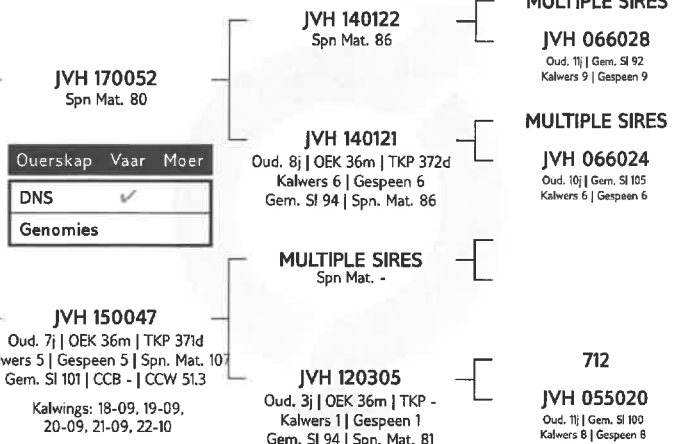 MULTIPLE SIRES
JVH 140122
Spn Mat. 86
JVH 066028
Oud. 11j | Gem. SI 92
Kalwers 9 | Gespeen 9
JVH 170052
Spn Mat. 80
MULTIPLE SIRES
JVH 140121
Oud. 8j | OEK 36m | TKP 372d
Kalwers 6 | Gespeen 6
Gem. SI 94 | Spn. Mat. 86
JVH 066024
Oud. 10j | Gem. SI 105
Kalwers 6 | Gespeen 6
Ouerskap Vaar Moer
DNS ✓
Genomies
MULTIPLE SIRES
Spn Mat. -
JVH 150047
Oud. 7j | OEK 36m | TKP 371d
wers 5 | Gespeen 5 | Spn. Mat. 107
Gem. SI 101 | CCB - | CCW 51.3
Kalwings: 18-09, 19-09,
20-09, 21-09, 22-10
712
JVH 120305
Oud. 3j | OEK 36m | TKP -
Kalwers 1 | Gespeen 1
Gem. SI 94 | Spn. Mat. 81
JVH 055020
Oud. 11j | Gem. SI 100
Kalwers 8 | Gespeen 8